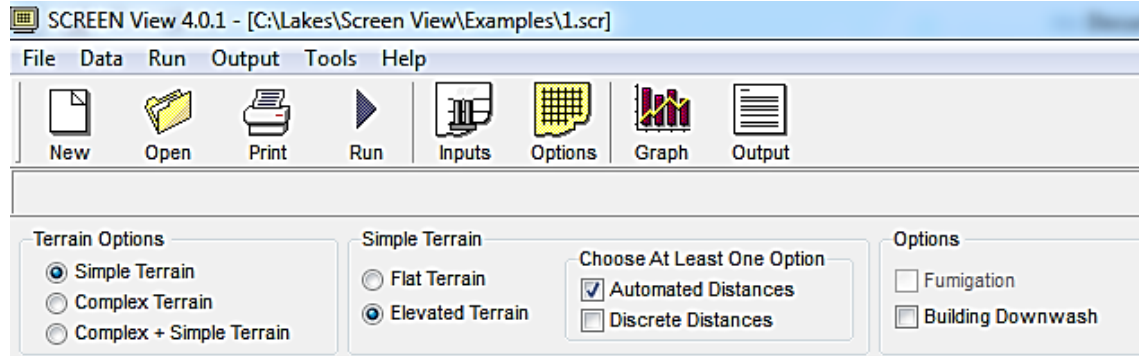 SCREEN View 4.0.1 - [C:\Lakes\Screen View\Examples\1.scr]
File Data Run Output Tools Help
New Open Print Run Inputs Options Graph Output
Terrain Options
Simple Terrain
Complex Terrain
Complex + Simple Terrain
Simple Terrain
Flat Terrain
Elevated Terrain
Choose At Least One Option
Automated Distances
Discrete Distances
Options
Fumigation
Building Downwash